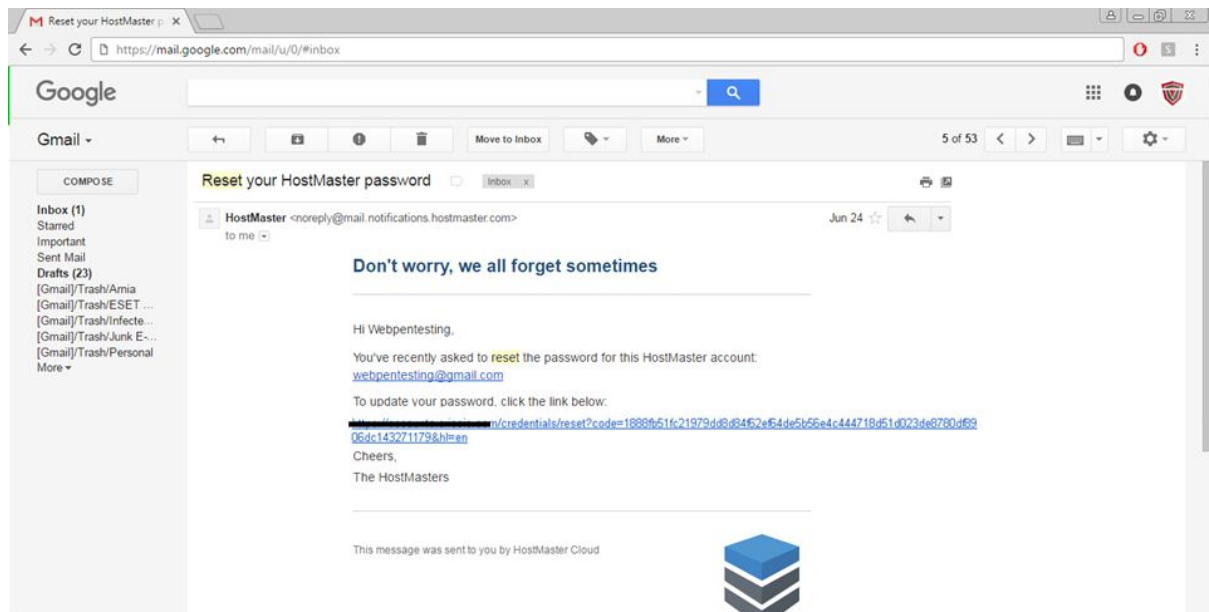 Reset your HostMaster p
https://mail.google.com/mail/u/0/#inbox
Google
Gmail
Move to Inbox
More
5 of 53
COMPOSE
Reset your HostMaster password
Inbox x
Inbox (1)
Starred
Important
Sent Mail
Drafts (23)
[Gmail]/Trash/Amia
[Gmail]/Trash/ESET ...
[Gmail]/Trash/Infecte...
[Gmail]/Trash/Junk E-...
[Gmail]/Trash/Personal
More
HostMaster <noreply@mail.notifications.hostmaster.com>
Jun 24
to me
Don't worry, we all forget sometimes
Hi Webpentesting,
You've recently asked to reset the password for this HostMaster account:
webpentesting@gmail.com
To update your password, click the link below:
m/credentials/reset?code=1888fb51fc21979dd8d84f62ef64de5b56e4c444718d51d023de8780df89
06dc143271179&hl=en
Cheers,
The HostMasters
This message was sent to you by HostMaster Cloud